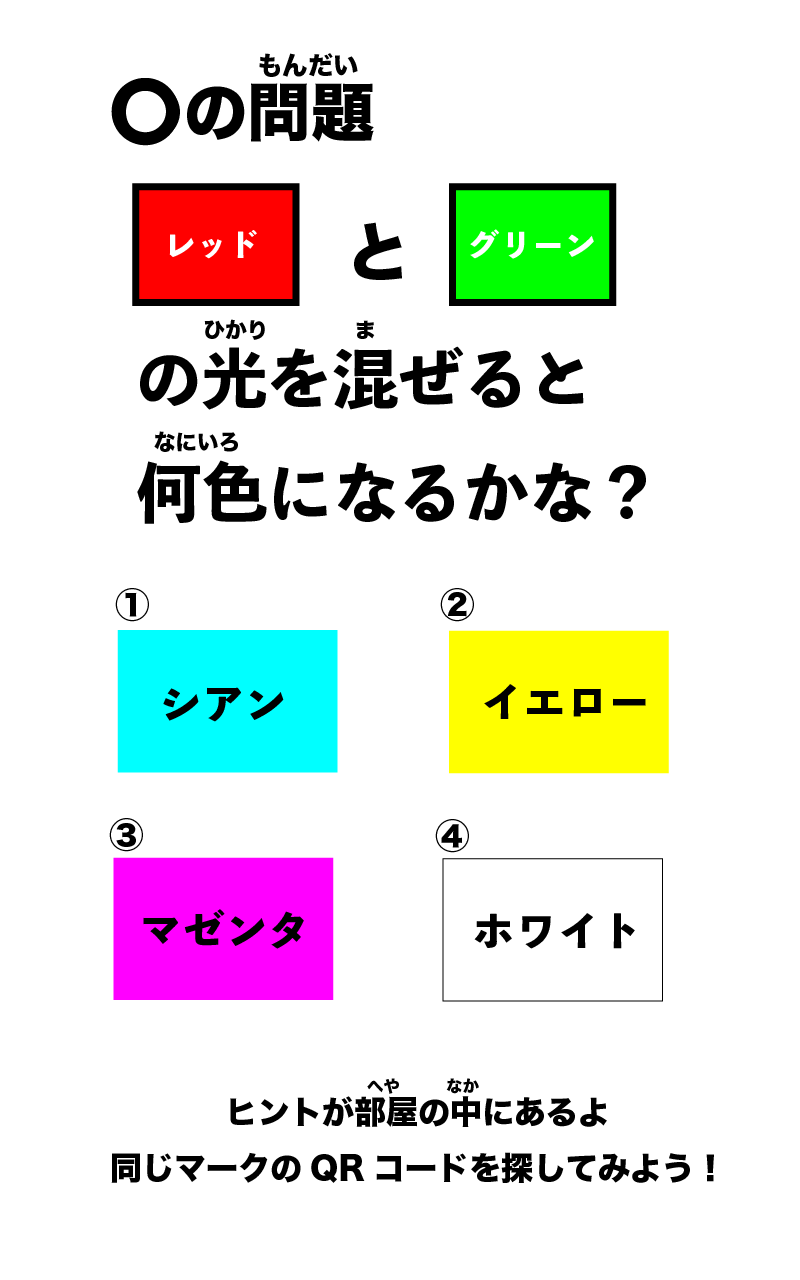 もんだい
〇の問題
レッド と グリーン
ひかり ま
の光を混ぜると
なにいろ
何色になるかな？
① ②
シアン イエロー
③ ④
マゼンタ ホワイト
へや なか
ヒントが部屋の中にあるよ
同じマークのQRコードを探してみよう！